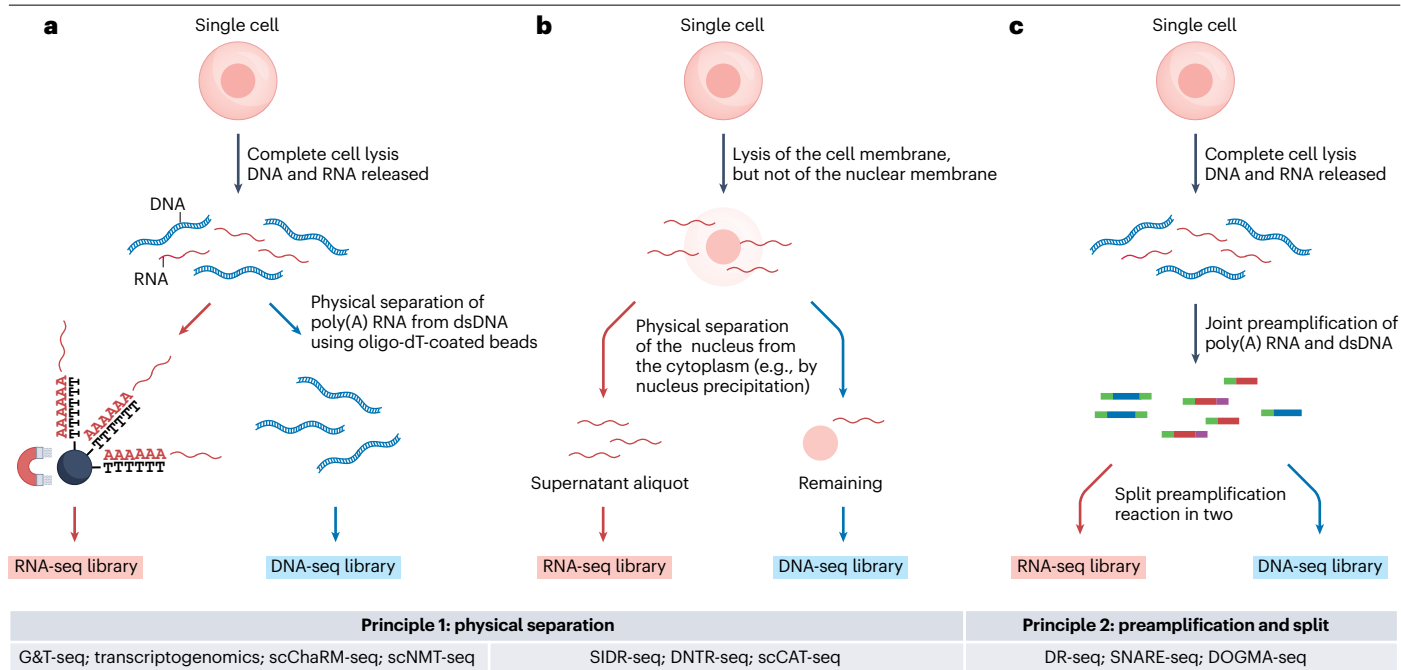 a
Single cell
Complete cell lysis
DNA and RNA released
DNA
RNA
Physical separation of
poly(A) RNA from dsDNA
using oligo-dT-coated beads
AAAAAA
TTTTTT
AAAAAA
TTTTTT
AAAAAA
TTTTTT
RNA-seq library
DNA-seq library
b
Single cell
Lysis of the cell membrane,
but not of the nuclear membrane
Physical separation
of the nucleus from
the cytoplasm (e.g., by
nucleus precipitation)
Supernatant aliquot
Remaining
RNA-seq library
DNA-seq library
c
Single cell
Complete cell lysis
DNA and RNA released
Joint preamplification of
poly(A) RNA and dsDNA
Split preamplification
reaction in two
RNA-seq library
DNA-seq library
Principle 1: physical separation
Principle 2: preamplification and split
G&T-seq; transcriptogenomics; scChaRM-seq; scNMT-seq
SIDR-seq; DNTR-seq; scCAT-seq
DR-seq; SNARE-seq; DOGMA-seq